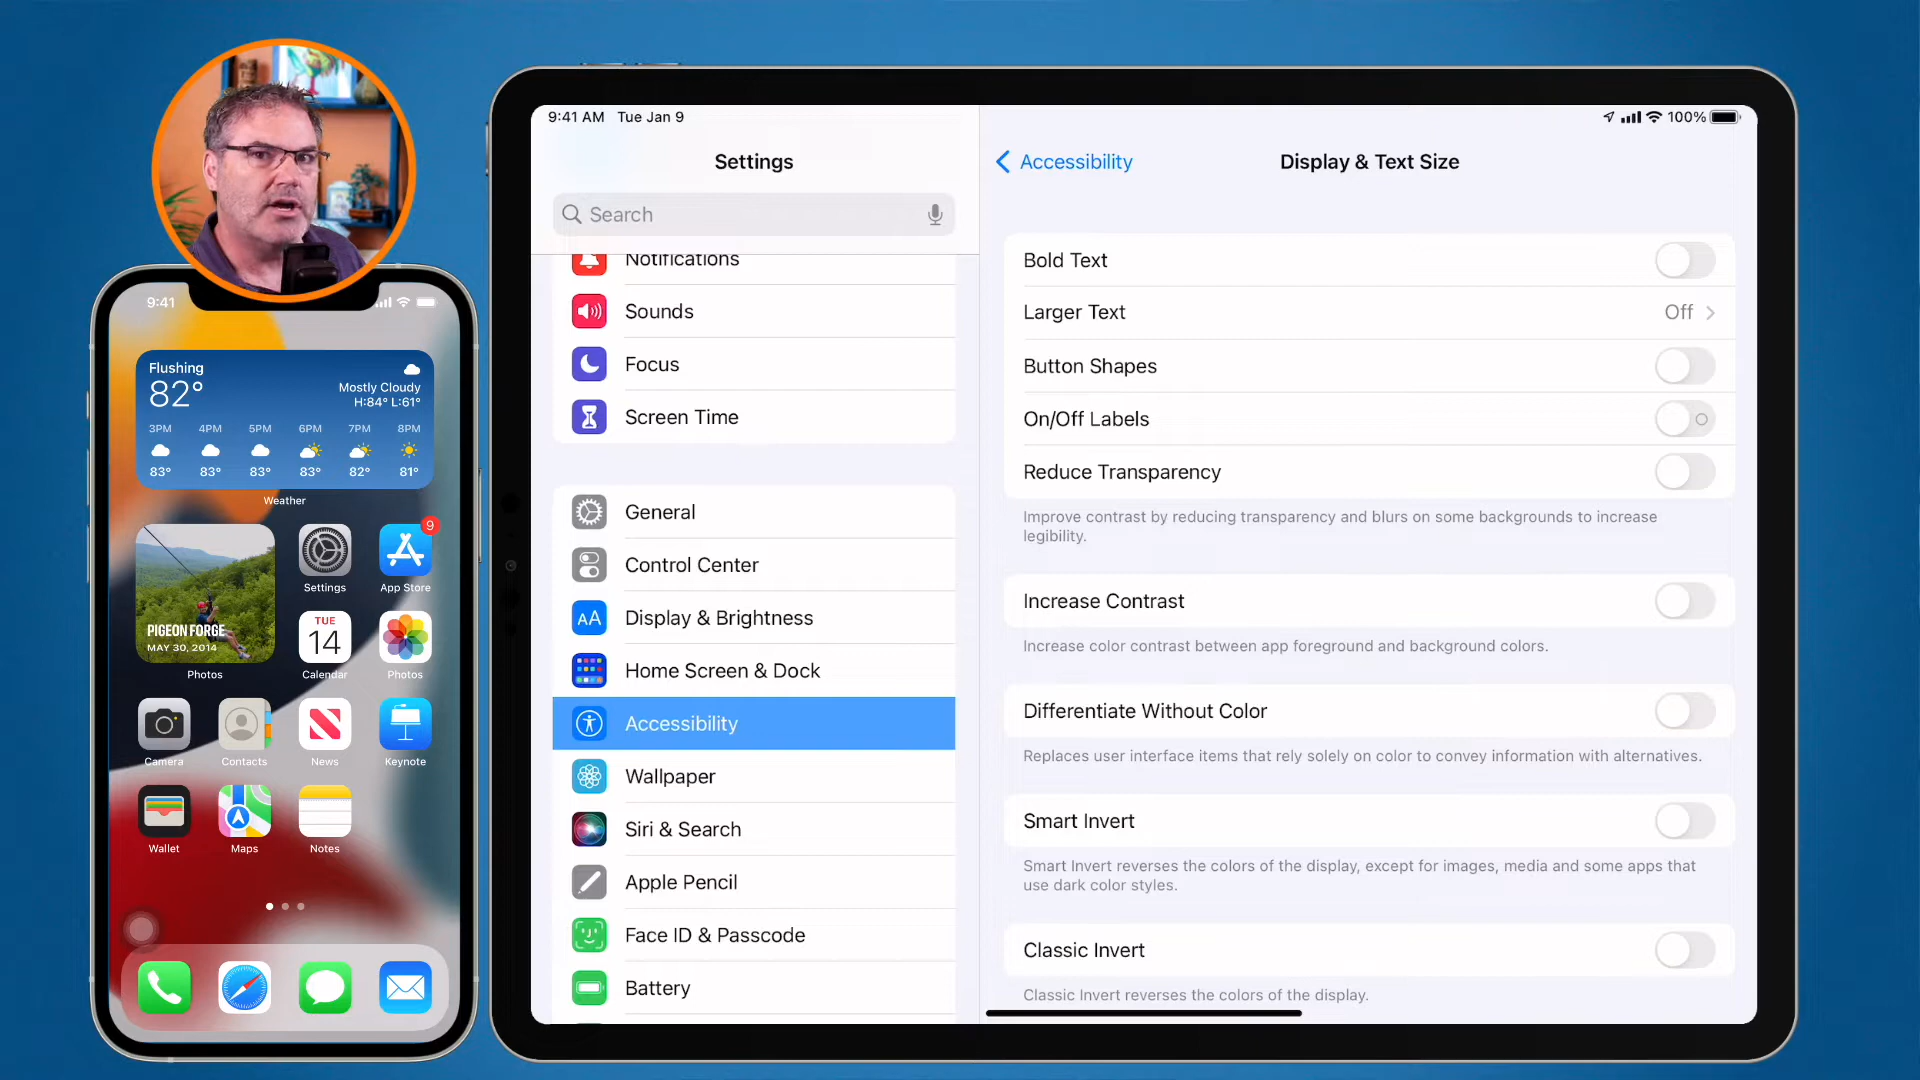 9:41
Flushing
82°
Mostly Cloudy
H:84° L:61°
3PM 4PM 5PM 6PM 7PM 8PM
83° 83° 83° 83° 82° 81°
Weather
PIGEON FORGE
MAY 30, 2014
Photos
Settings
9
App Store
TUE
14
Calendar
Photos
Camera
Contacts
News
Keynote
Wallet
Maps
Notes
9:41 AM Tue Jan 9
100%
Settings
Search
Notifications
Sounds
Focus
Screen Time
General
Control Center
AA
Display & Brightness
Home Screen & Dock
Accessibility
Wallpaper
Siri & Search
Apple Pencil
Face ID & Passcode
Battery
Accessibility
Display & Text Size
Bold Text
Larger Text
Off
Button Shapes
On/Off Labels
Reduce Transparency
Improve contrast by reducing transparency and blurs on some backgrounds to increase
legibility.
Increase Contrast
Increase color contrast between app foreground and background colors.
Differentiate Without Color
Replaces user interface items that rely solely on color to convey information with alternatives.
Smart Invert
Smart Invert reverses the colors of the display, except for images, media and some apps that
use dark color styles.
Classic Invert
Classic Invert reverses the colors of the display.